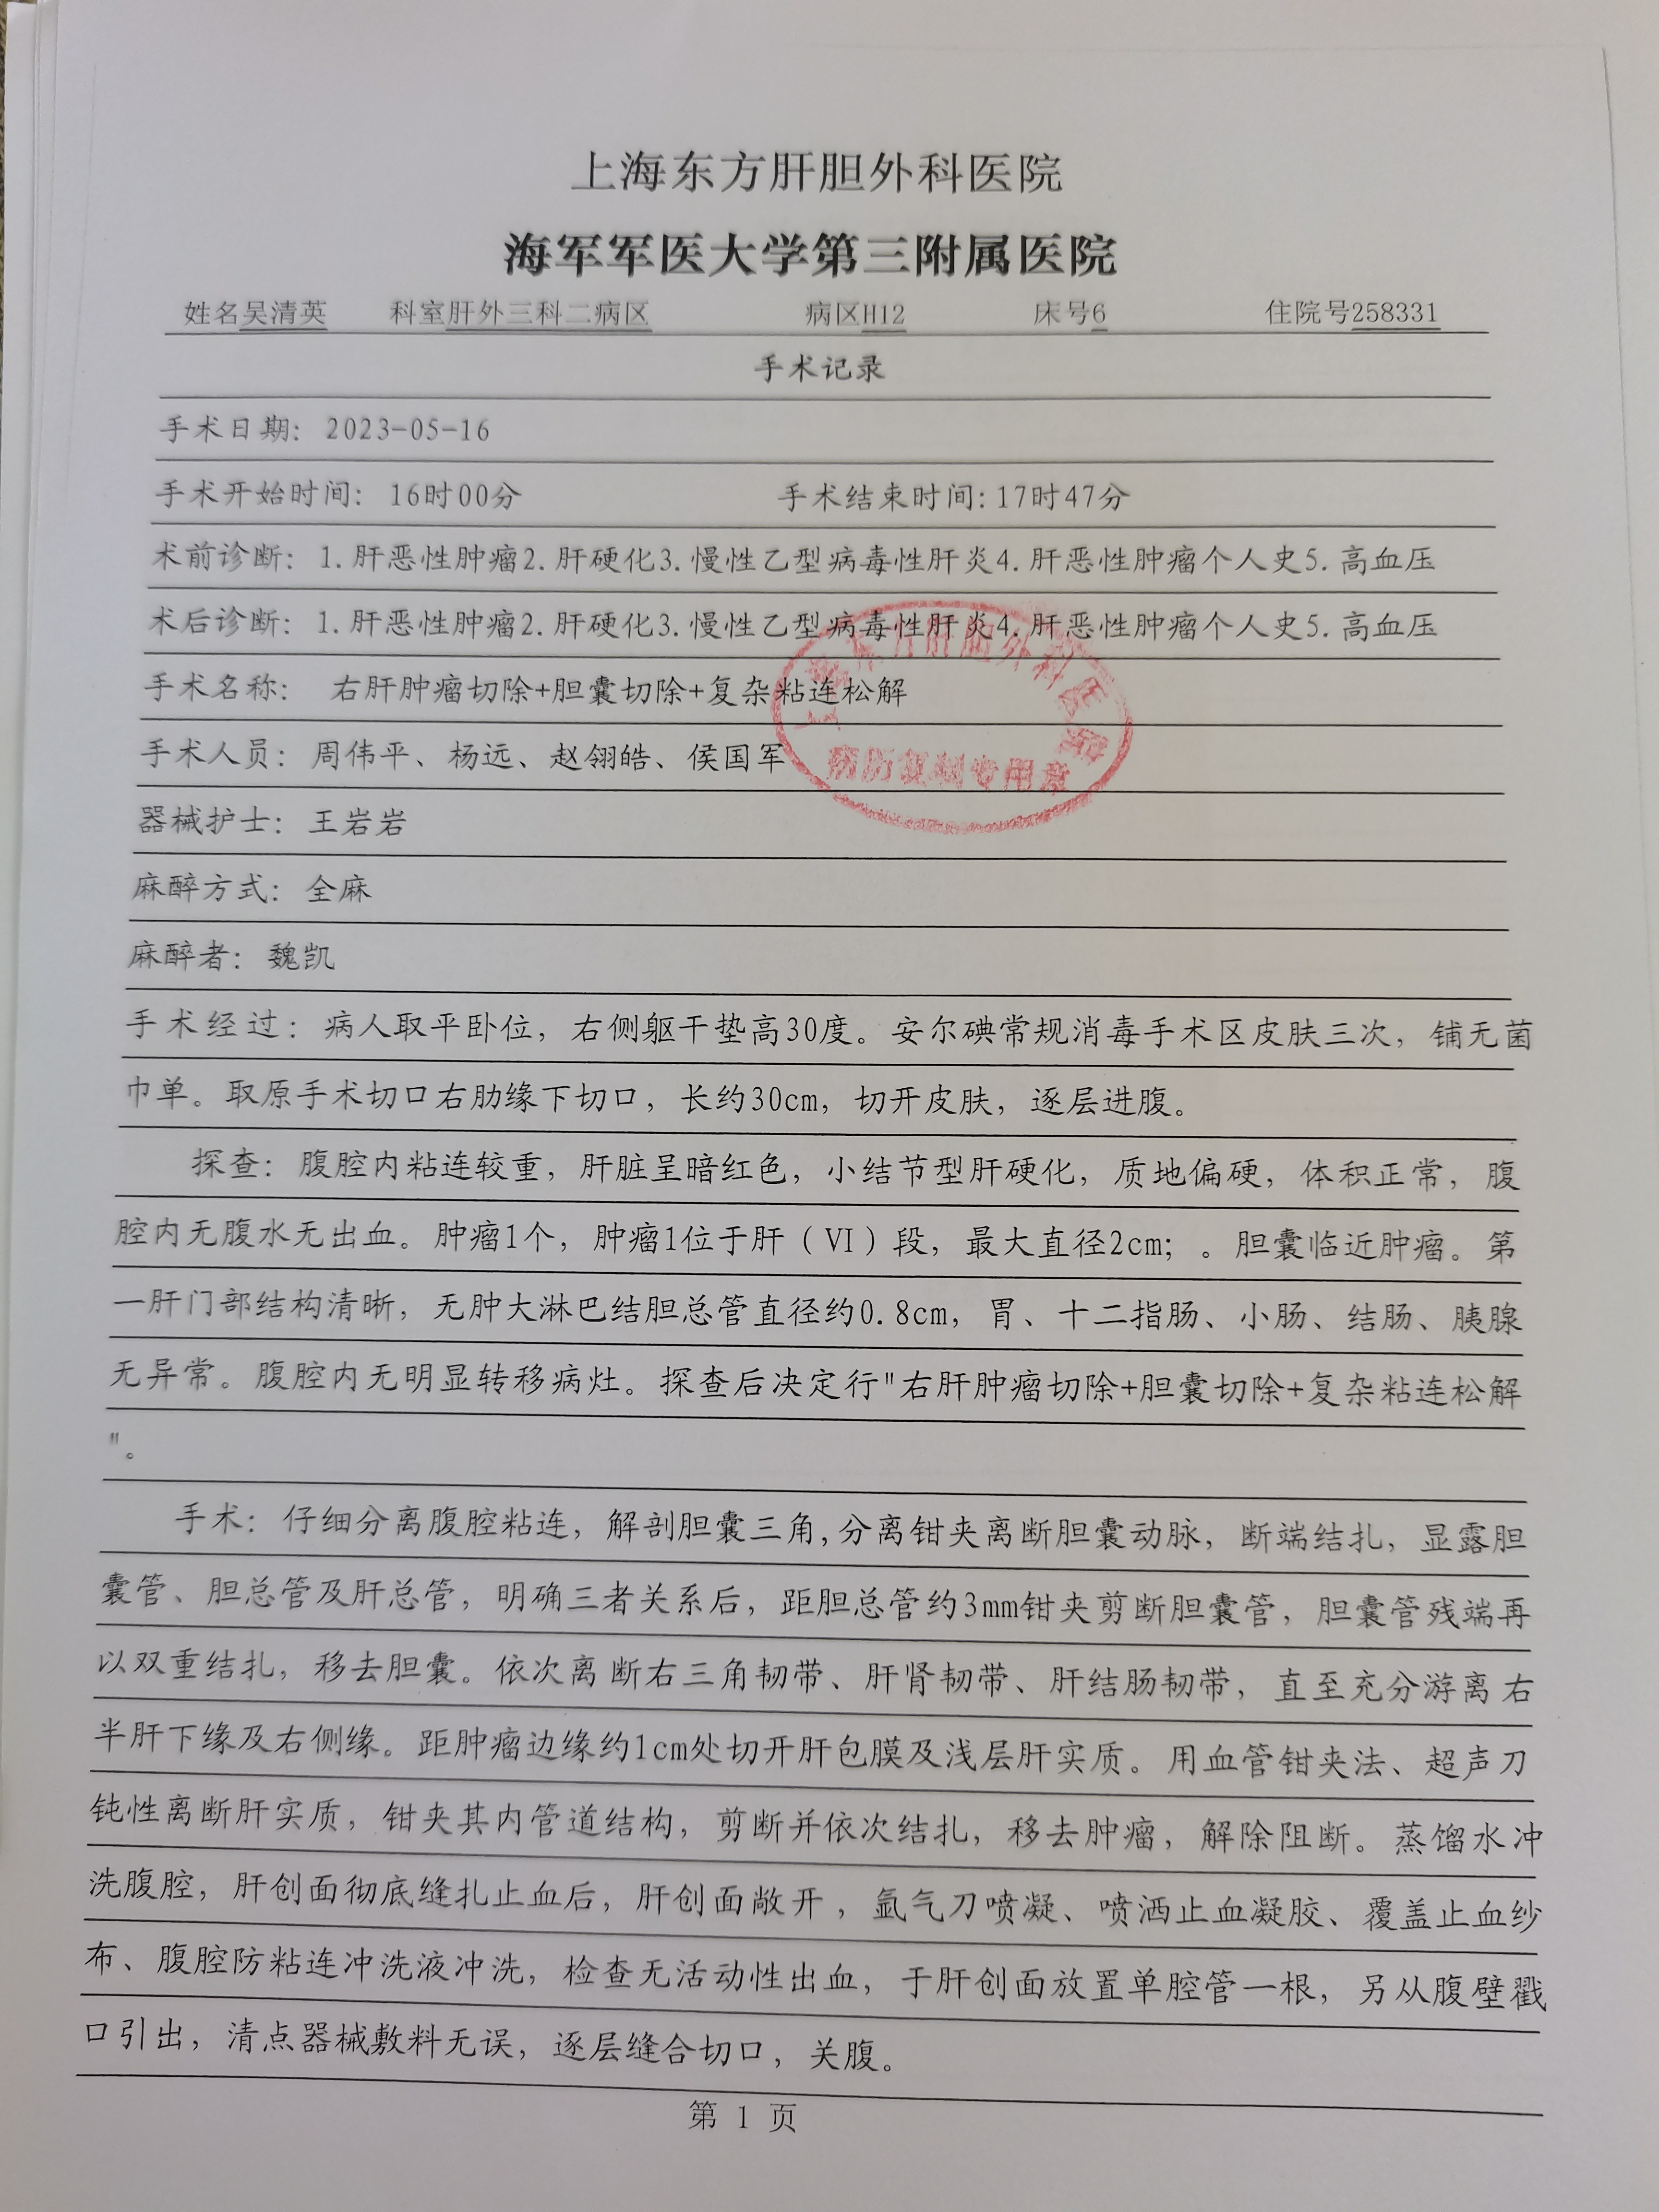 上海东方肝胆外科医院
海军军医大学第三附属医院
姓名吴清英 科室肝外三科二病区 病区H12 床号6 住院号258331
手术记录
手术日期: 2023-05-16
手术开始时间: 16时00分 手术结束时间: 17时47分
术前诊断: 1.肝恶性肿瘤2.肝硬化3.慢性乙型病毒性肝炎4.肝恶性肿瘤个人史5.高血压
术后诊断: 1.肝恶性肿瘤2.肝硬化3.慢性乙型病毒性肝炎4.肝恶性肿瘤个人史5.高血压
手术名称: 右肝肿瘤切除+胆囊切除+复杂粘连松解
上海东方肝胆外科医院
病历复制专用章
手术人员: 周伟平、杨远、赵翎皓、侯国军
器械护士: 王岩岩
麻醉方式: 全麻
麻醉者: 魏凯
手术经过: 病人取平卧位，右侧躯干垫高30度。安尔碘常规消毒手术区皮肤三次，铺无菌
巾单。取原手术切口右肋缘下切口，长约30cm，切开皮肤，逐层进腹。
探查: 腹腔内粘连较重，肝脏呈暗红色，小结节型肝硬化，质地偏硬，体积正常，腹
腔内无腹水无出血。肿瘤1个，肿瘤1位于肝（VI）段，最大直径2cm; 。胆囊临近肿瘤。第
一肝门部结构清晰，无肿大淋巴结胆总管直径约0.8cm，胃、十二指肠、小肠、结肠、胰腺
无异常。腹腔内无明显转移病灶。探查后决定行"右肝肿瘤切除+胆囊切除+复杂粘连松解
"。
手术: 仔细分离腹腔粘连，解剖胆囊三角,分离钳夹离断胆囊动脉，断端结扎，显露胆
囊管、胆总管及肝总管，明确三者关系后，距胆总管约3mm钳夹剪断胆囊管，胆囊管残端再
以双重结扎，移去胆囊。依次离断右三角韧带、肝肾韧带、肝结肠韧带，直至充分游离右
半肝下缘及右侧缘。距肿瘤边缘约1cm处切开肝包膜及浅层肝实质。用血管钳夹法、超声刀
钝性离断肝实质，钳夹其内管道结构，剪断并依次结扎，移去肿瘤，解除阻断。蒸馏水冲
洗腹腔，肝创面彻底缝扎止血后，肝创面敞开，氩气刀喷凝、喷洒止血凝胶、覆盖止血纱
布、腹腔防粘连冲洗液冲洗，检查无活动性出血，于肝创面放置单腔管一根，另从腹壁戳
口引出，清点器械敷料无误，逐层缝合切口，关腹。
第 1 页